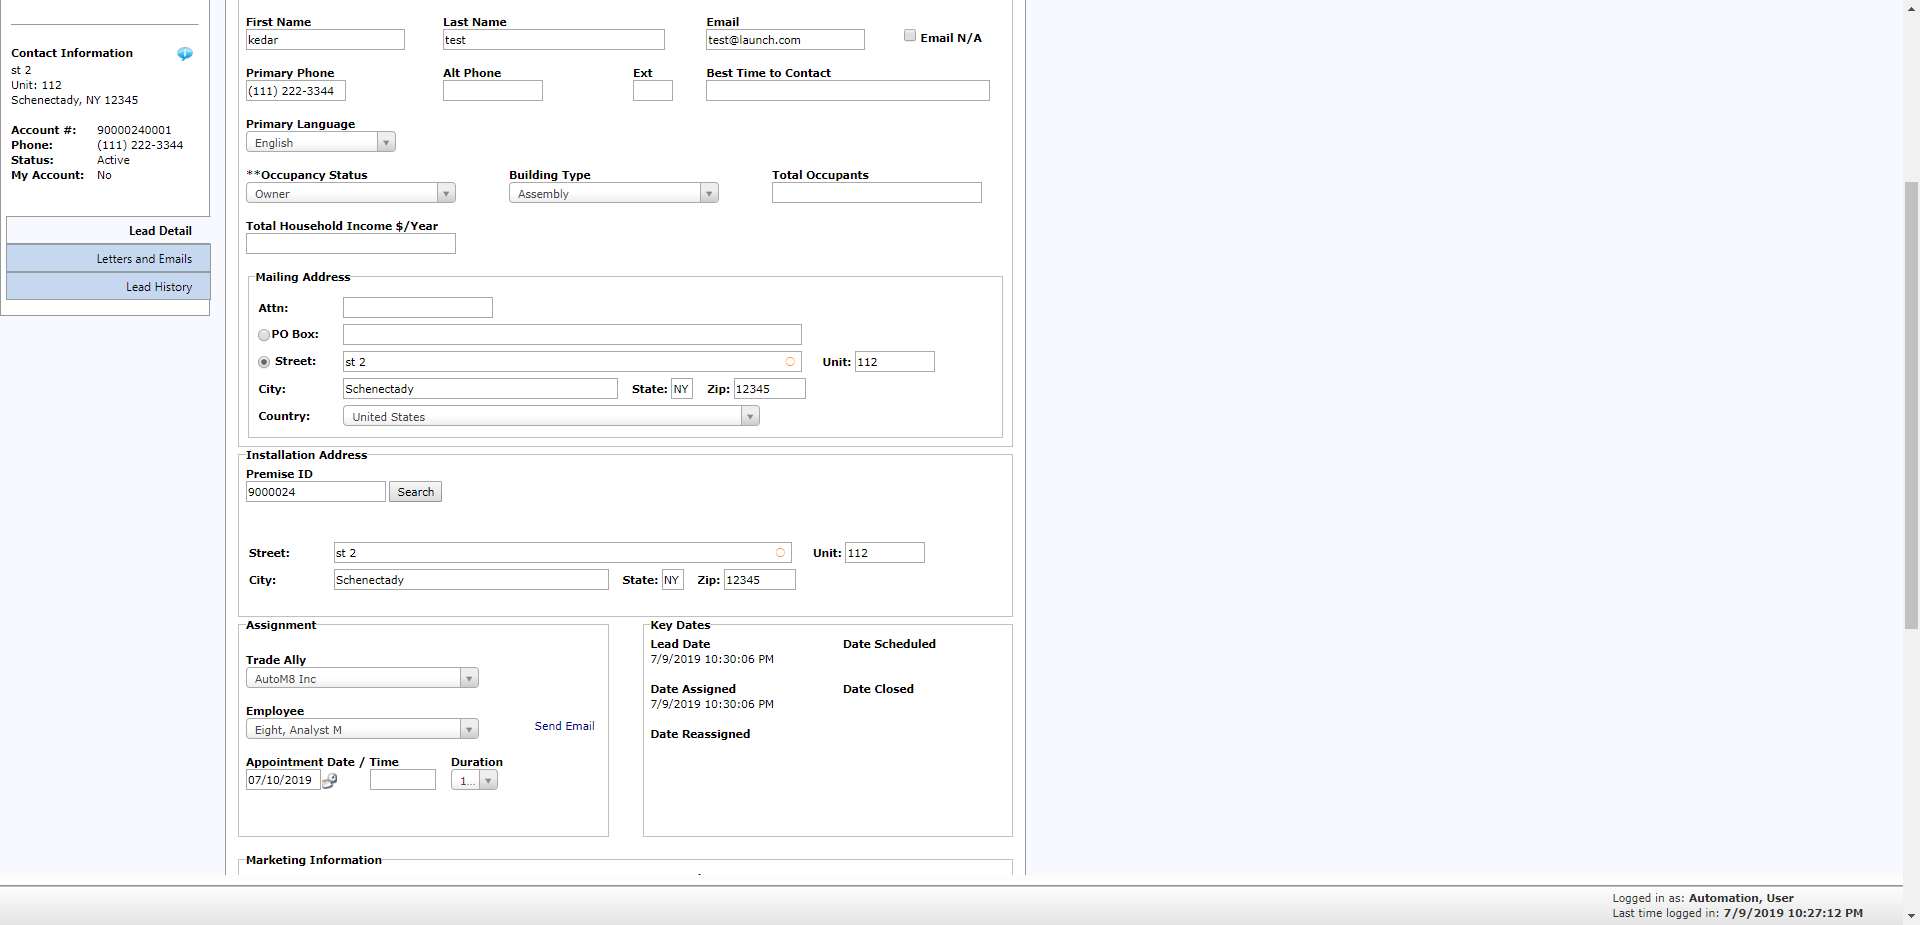 Contact Information
st 2
Unit: 112
Schenectady, NY 12345
Account #: 90000240001
Phone: (111) 222-3344
Status: Active
My Account: No
Lead Detail
Letters and Emails
Lead History
First Name Last Name Email
kedar test test@launch.com Email N/A
Primary Phone Alt Phone Ext Best Time to Contact
(111) 222-3344
Primary Language
English
**Occupancy Status Building Type Total Occupants
Owner Assembly
Total Household Income $/Year
Mailing Address
Attn:
PO Box:
Street: st 2 Unit: 112
City: Schenectady State: NY Zip: 12345
Country: United States
Installation Address
Premise ID
9000024 Search
Street: st 2 Unit: 112
City: Schenectady State: NY Zip: 12345
Assignment
Trade Ally
AutoM8 Inc
Employee
Eight, Analyst M Send Email
Appointment Date / Time Duration
07/10/2019 1...
Key Dates
Lead Date Date Scheduled
7/9/2019 10:30:06 PM
Date Assigned Date Closed
7/9/2019 10:30:06 PM
Date Reassigned
Marketing Information
Logged in as: Automation, User
Last time logged in: 7/9/2019 10:27:12 PM